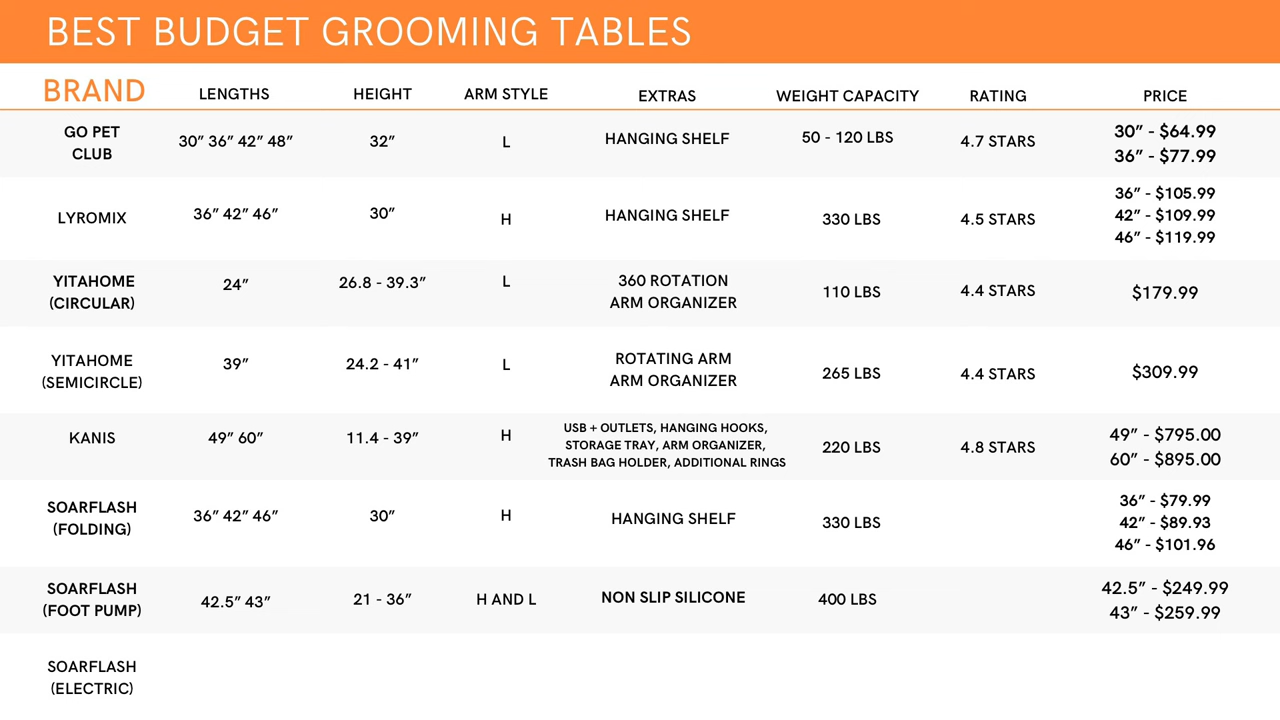 BEST BUDGET GROOMING TABLES
BRAND LENGTHS HEIGHT ARM STYLE EXTRAS WEIGHT CAPACITY RATING PRICE
GO PET
CLUB
30” 36” 42” 48”
32”
L
HANGING SHELF
50 - 120 LBS
4.7 STARS
30” - $64.99
36” - $77.99
LYROMIX
36” 42” 46”
30”
H
HANGING SHELF
330 LBS
4.5 STARS
36” - $105.99
42” - $109.99
46” - $119.99
YITAHOME
(CIRCULAR)
24”
26.8 - 39.3”
L
360 ROTATION
ARM ORGANIZER
110 LBS
4.4 STARS
$179.99
YITAHOME
(SEMICIRCLE)
39”
24.2 - 41”
L
ROTATING ARM
ARM ORGANIZER
265 LBS
4.4 STARS
$309.99
KANIS
49” 60”
11.4 - 39”
H
USB + OUTLETS, HANGING HOOKS,
STORAGE TRAY, ARM ORGANIZER,
TRASH BAG HOLDER, ADDITIONAL RINGS
220 LBS
4.8 STARS
49” - $795.00
60” - $895.00
SOARFLASH
(FOLDING)
36” 42” 46”
30”
H
HANGING SHELF
330 LBS
36” - $79.99
42” - $89.93
46” - $101.96
SOARFLASH
(FOOT PUMP)
42.5” 43”
21 - 36”
H AND L
NON SLIP SILICONE
400 LBS
42.5” - $249.99
43” - $259.99
SOARFLASH
(ELECTRIC)